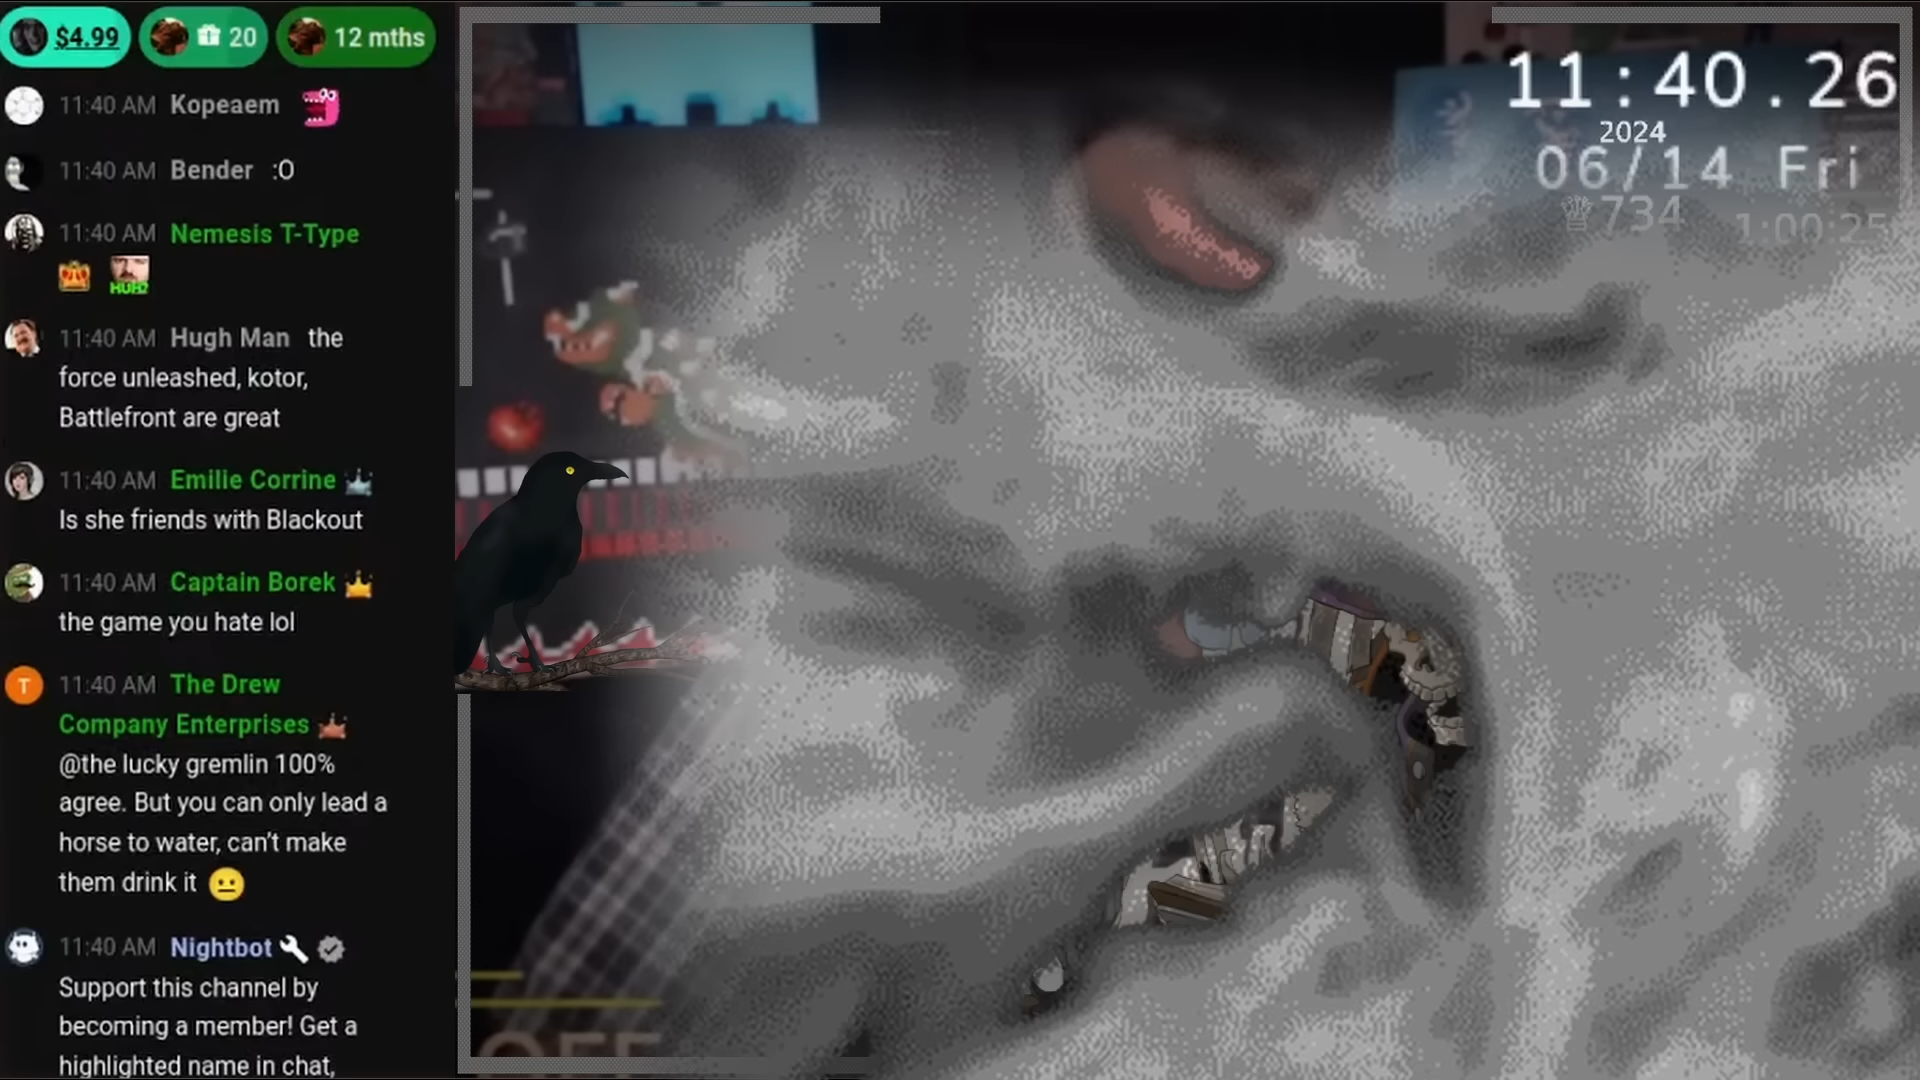 $4.99 20 12 mths
11:40 AM Kopeaem
11:40 AM Bender :O
11:40 AM Nemesis T-Type
HUH?
11:40 AM Hugh Man the
force unleashed, kotor,
Battlefront are great
11:40 AM Emilie Corrine
Is she friends with Blackout
11:40 AM Captain Borek
the game you hate lol
T 11:40 AM The Drew
Company Enterprises
@the lucky gremlin 100%
agree. But you can only lead a
horse to water, can't make
them drink it
11:40 AM Nightbot
Support this channel by
becoming a member! Get a
highlighted name in chat,
11:40.26
2024
06/14 Fri
734 1:00:25
OFF